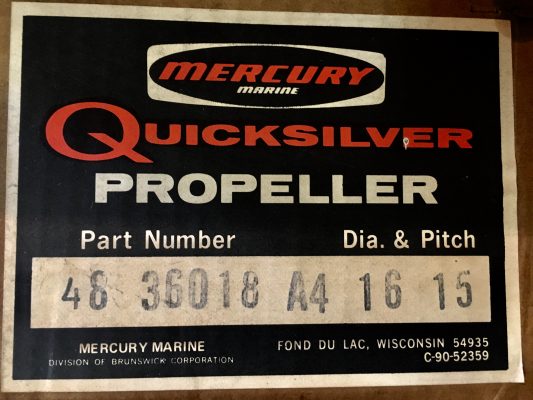 MERCURY
MARINE
QUICKSILVER
PROPELLER
Part Number Dia. & Pitch
48 36018 A4 16 15
MERCURY MARINE FOND DU LAC, WISCONSIN 54935
DIVISION OF BRUNSWICK CORPORATION C-90-52359